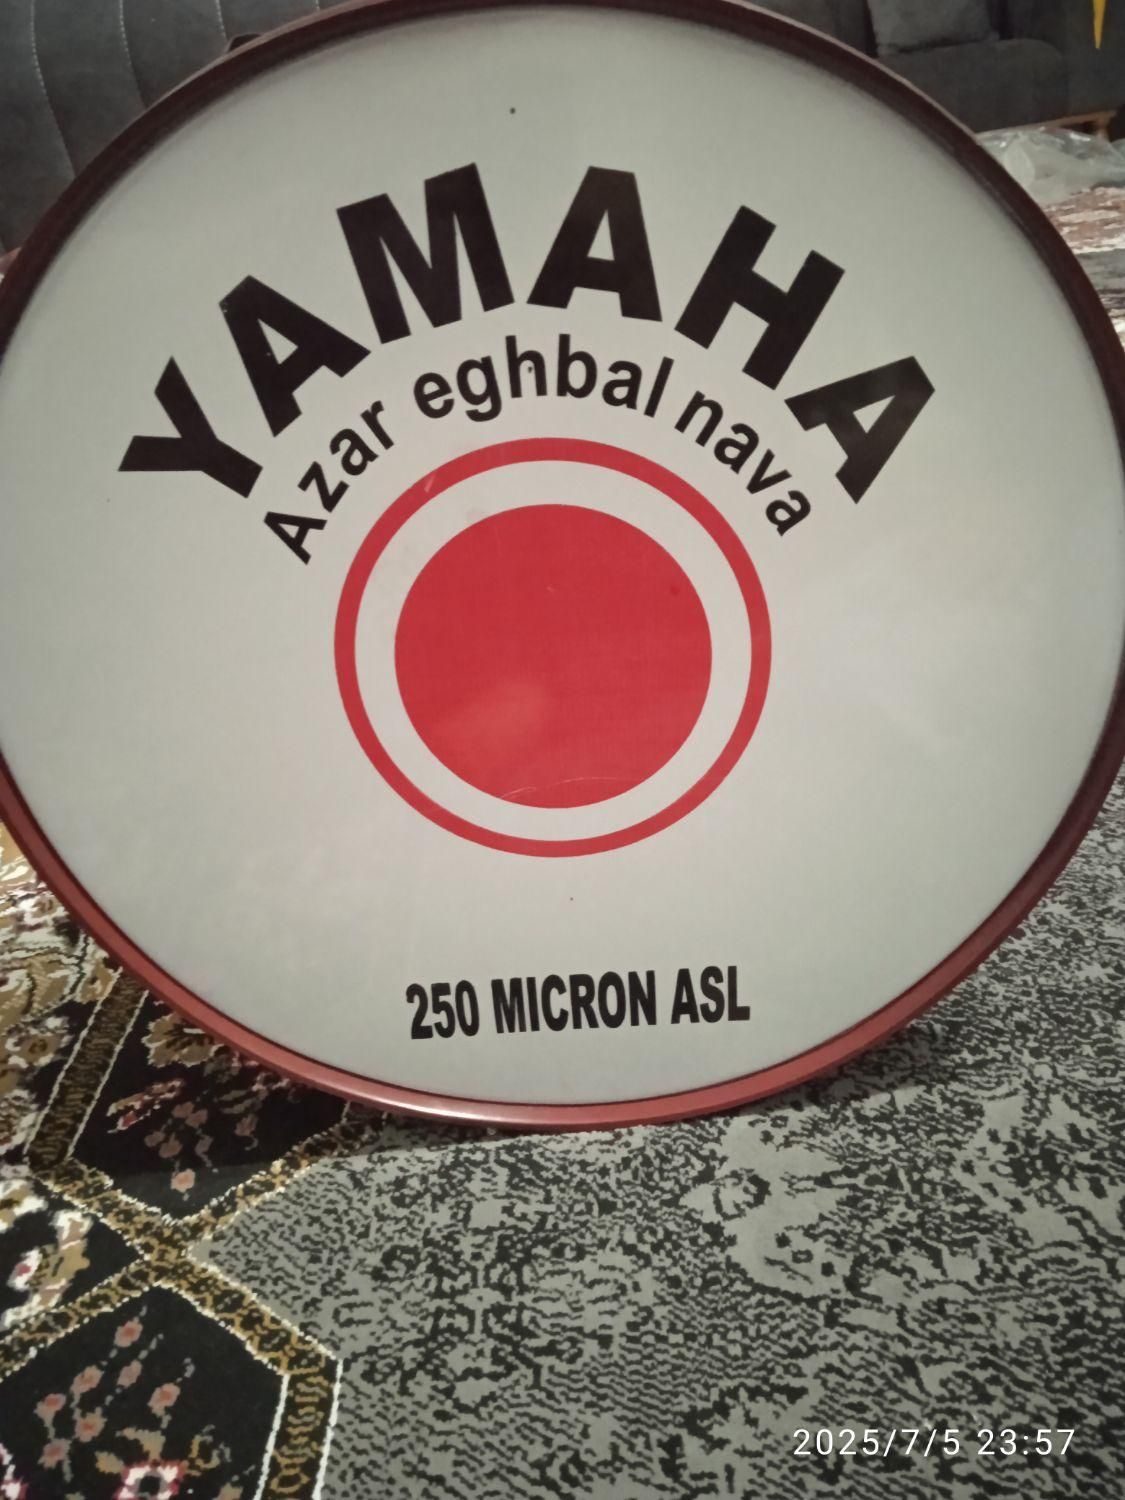 YAMAHA
Azar eghbal nava
250 MICRON ASL
2025/7/5 23:57